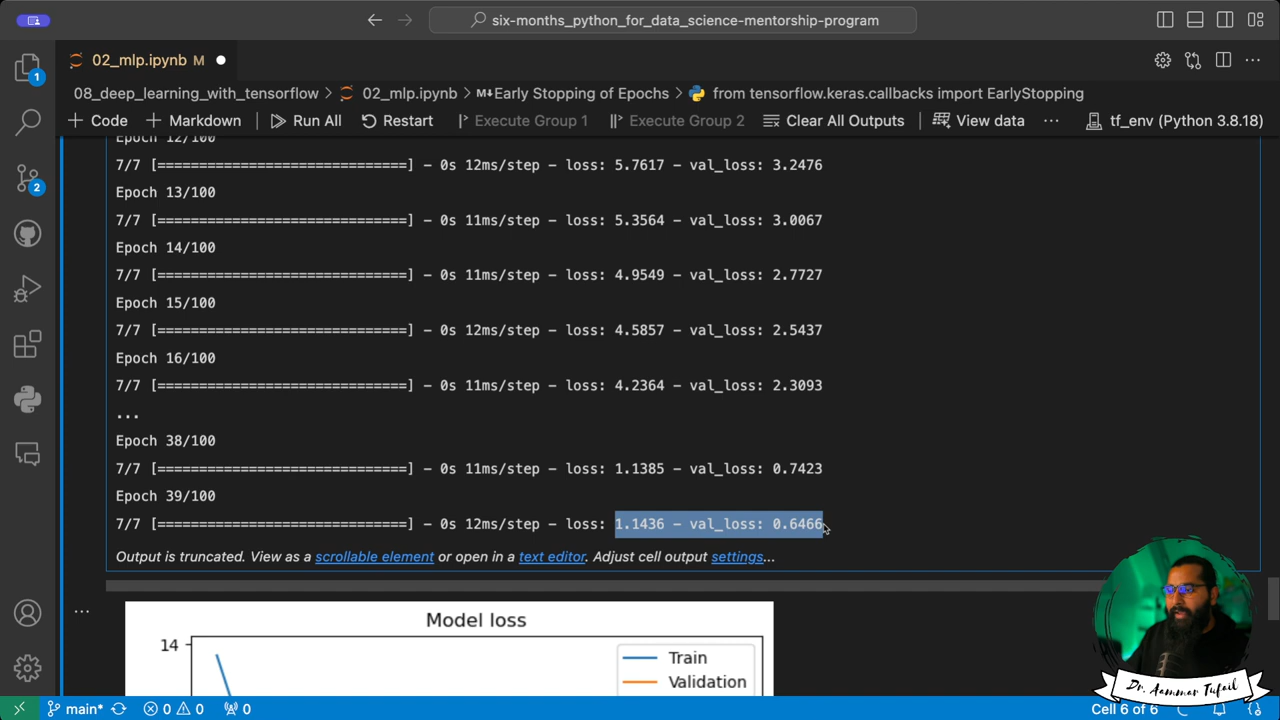 six-months_python_for_data_science-mentorship-program
02_mlp.ipynb M
08_deep_learning_with_tensorflow > 02_mlp.ipynb > M↓Early Stopping of Epochs > from tensorflow.keras.callbacks import EarlyStopping
+ Code + Markdown Run All Restart Execute Group 1 Execute Group 2 Clear All Outputs View data ... tf_env (Python 3.8.18)
1
2
Epoch 12/100
7/7 [==============================] - 0s 12ms/step - loss: 5.7617 - val_loss: 3.2476
Epoch 13/100
7/7 [==============================] - 0s 11ms/step - loss: 5.3564 - val_loss: 3.0067
Epoch 14/100
7/7 [==============================] - 0s 11ms/step - loss: 4.9549 - val_loss: 2.7727
Epoch 15/100
7/7 [==============================] - 0s 12ms/step - loss: 4.5857 - val_loss: 2.5437
Epoch 16/100
7/7 [==============================] - 0s 11ms/step - loss: 4.2364 - val_loss: 2.3093
...
Epoch 38/100
7/7 [==============================] - 0s 11ms/step - loss: 1.1385 - val_loss: 0.7423
Epoch 39/100
7/7 [==============================] - 0s 12ms/step - loss: 1.1436 - val_loss: 0.6466
Output is truncated. View as a scrollable element or open in a text editor. Adjust cell output settings...
...
Model loss
14
Train
Validation
Dr. Aammar Tufail
main* 0 0 0 Cell 6 of 6